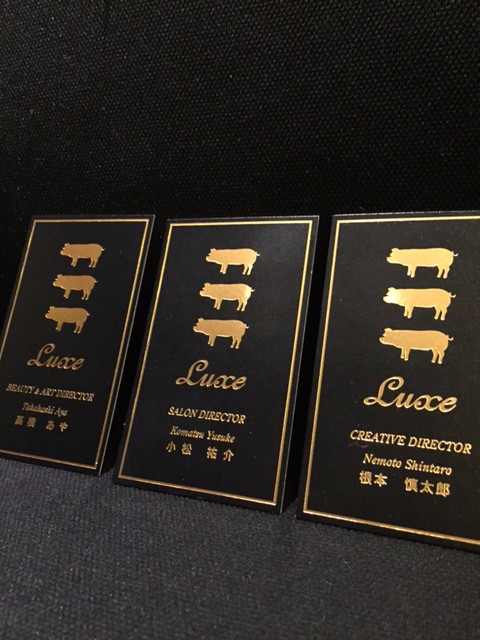 Luxe
BEAUTY & ART DIRECTOR
Takahashi Aya
高橋 あや
Luxe
SALON DIRECTOR
Komatsu Yusuke
小松 祐介
Luxe
CREATIVE DIRECTOR
Nemoto Shintaro
根本 慎太郎